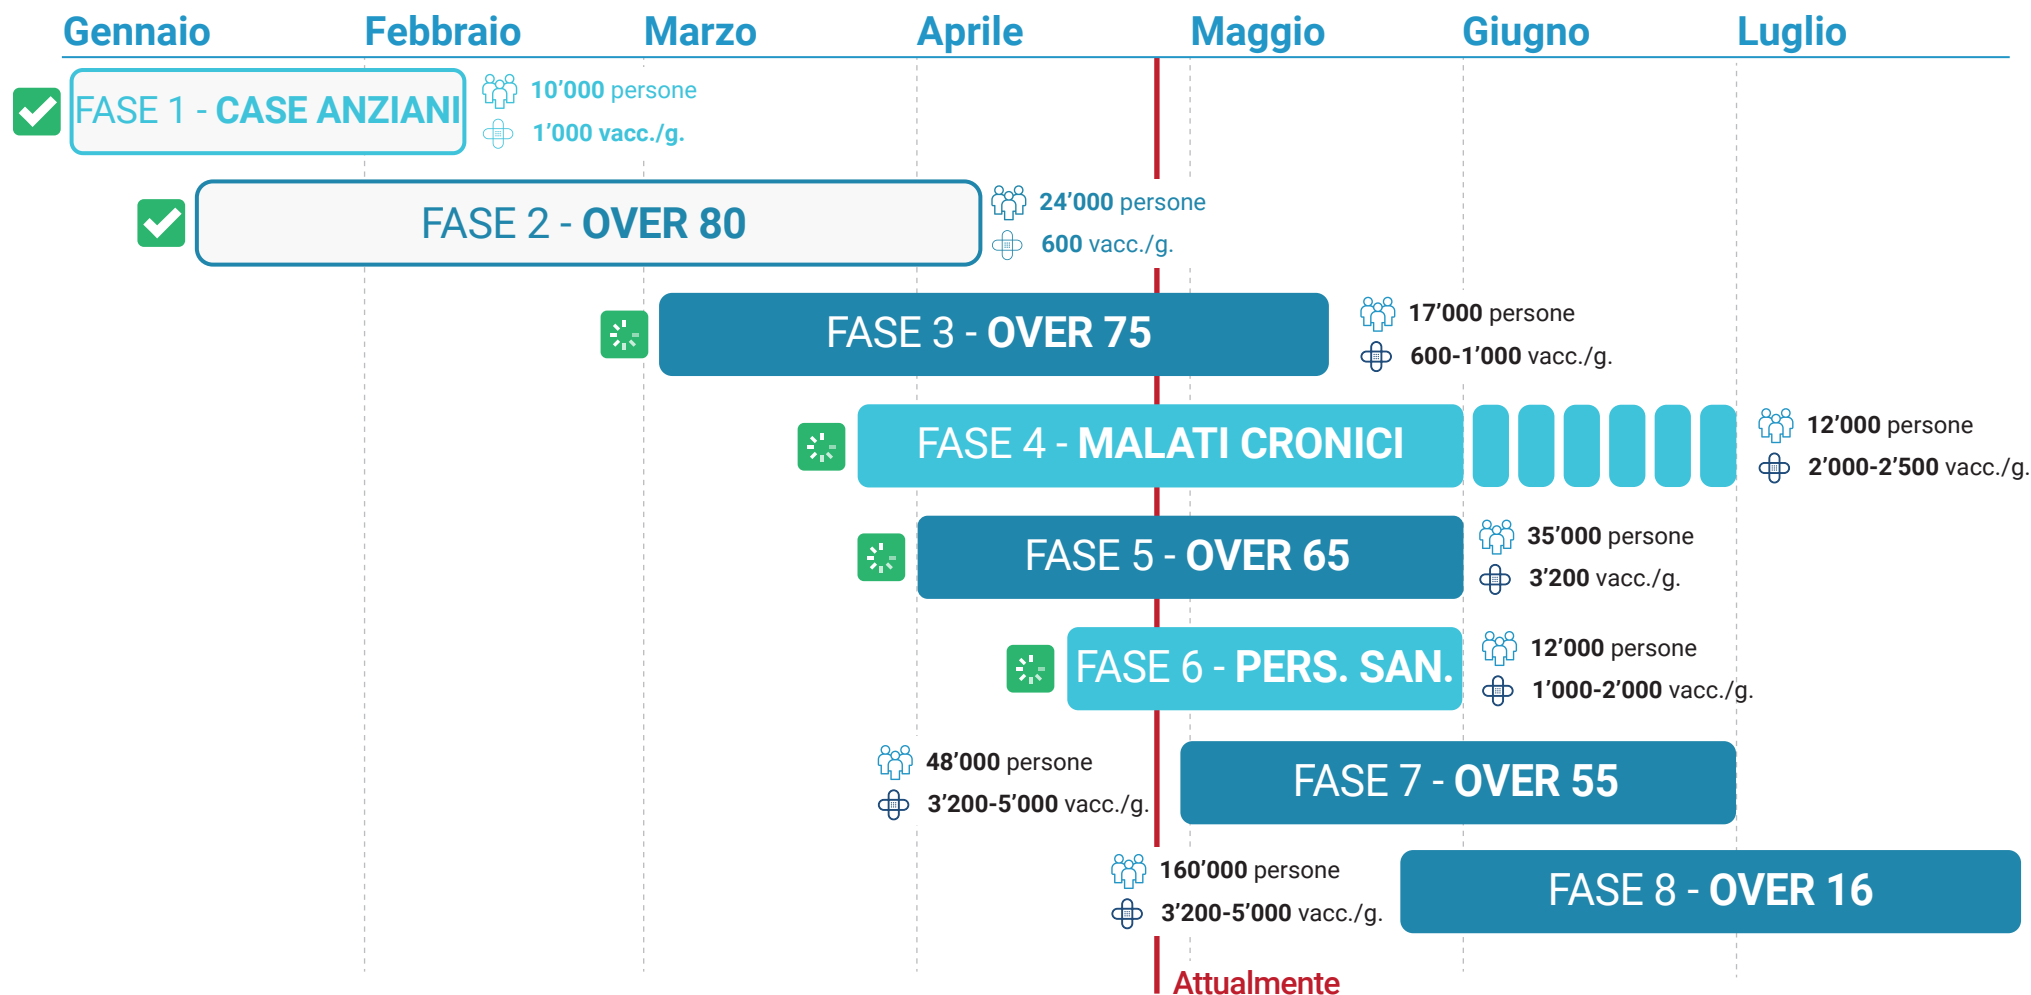 Gennaio Febbraio Marzo Aprile Maggio Giugno Luglio
FASE 1 - CASE ANZIANI
10’000 persone
1’000 vacc./g.
FASE 2 - OVER 80
24’000 persone
600 vacc./g.
FASE 3 - OVER 75
17’000 persone
600-1’000 vacc./g.
FASE 4 - MALATI CRONICI
12’000 persone
2’000-2’500 vacc./g.
FASE 5 - OVER 65
35’000 persone
3’200 vacc./g.
FASE 6 - PERS. SAN.
12’000 persone
1’000-2’000 vacc./g.
48’000 persone
3’200-5’000 vacc./g.
FASE 7 - OVER 55
160’000 persone
3’200-5’000 vacc./g.
FASE 8 - OVER 16
Attualmente